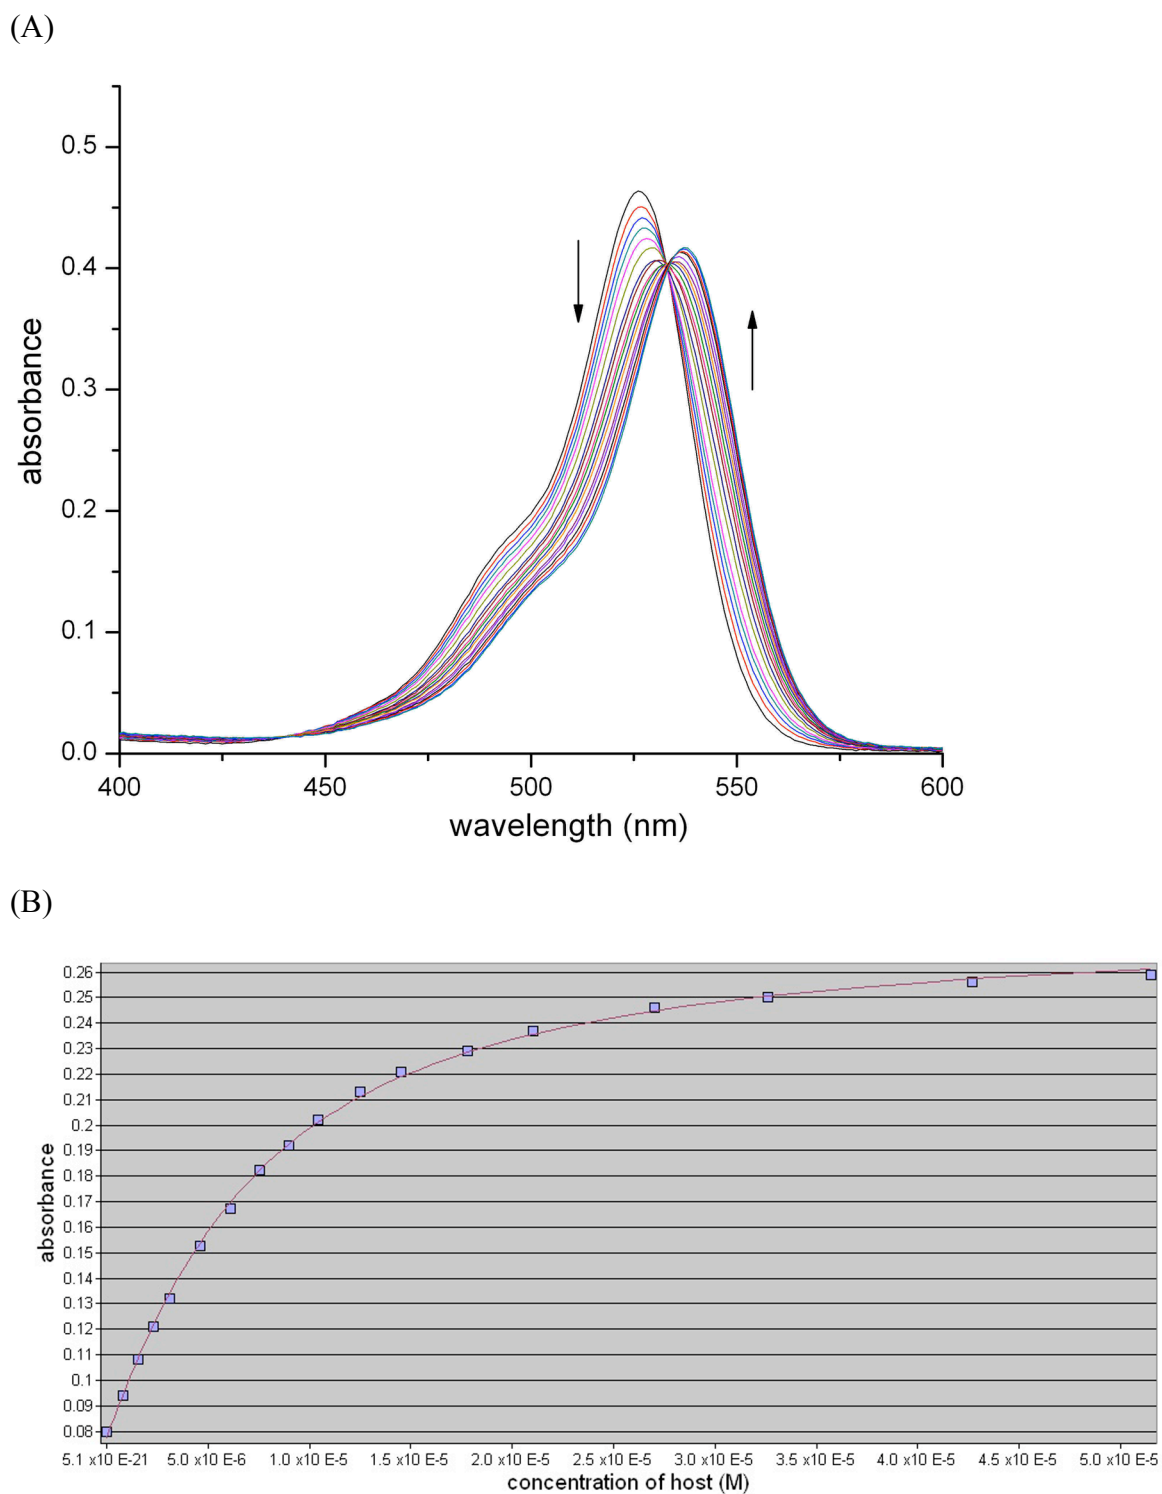 (A)
0.5
0.4
0.3
0.2
0.1
0.0
absorbance
400
450
500
550
600
wavelength (nm)
(B)
0.26
0.25
0.24
0.23
0.22
0.21
0.2
0.19
0.18
0.17
0.16
0.15
0.14
0.13
0.12
0.11
0.1
0.09
0.08
absorbance
5.1 x10 E-21
5.0 x10 E-6
1.0 x10 E-5
1.5 x10 E-5
2.0 x10 E-5
2.5 x10 E-5
3.0 x10 E-5
3.5 x10 E-5
4.0 x10 E-5
4.5 x10 E-5
5.0 x10 E-5
concentration of host (M)